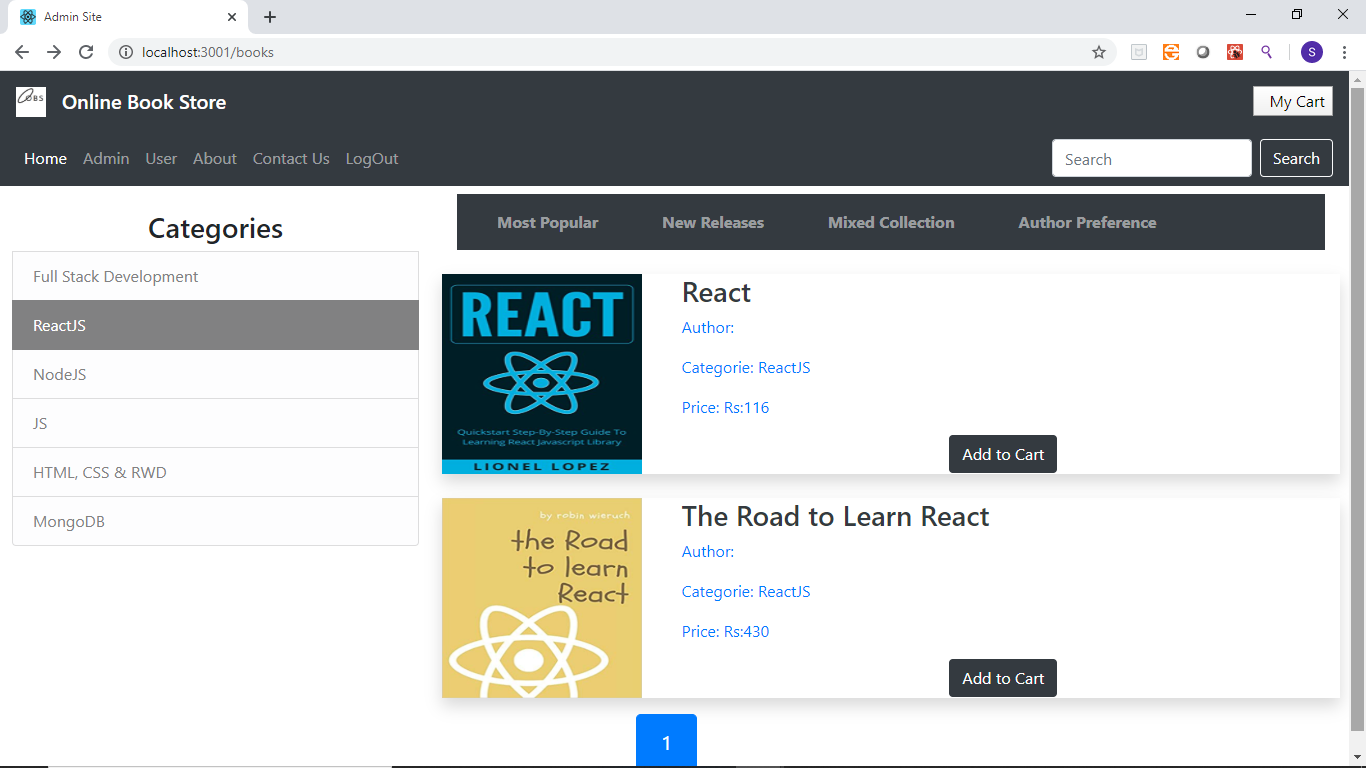 Admin Site
localhost:3001/books
S
OBS
Online Book Store
My Cart
Home Admin User About Contact Us LogOut
Search
Search
Categories
Full Stack Development
ReactJS
NodeJS
JS
HTML, CSS & RWD
MongoDB
Most Popular New Releases Mixed Collection Author Preference
REACT
Quickstart Step-By-Step Guide To
Learning React Javascript Library
LIONEL LOPEZ
React
Author:
Categorie: ReactJS
Price: Rs:116
Add to Cart
by robin wieruch
the Road
to learn
React
The Road to Learn React
Author:
Categorie: ReactJS
Price: Rs:430
Add to Cart
1